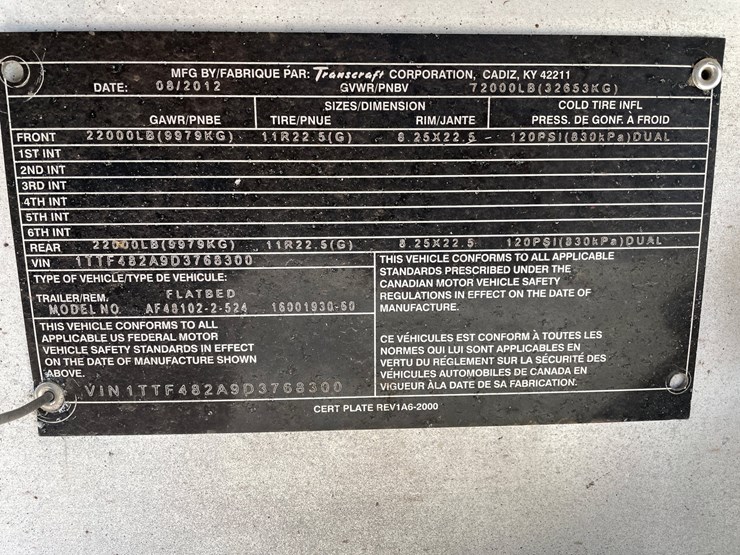 MFG BY/FABRIQUE PAR: Transcraft CORPORATION, CADIZ, KY 42211
DATE: 08/2012 GVWR/PNBV 72000LB(32653KG)
SIZES/DIMENSION COLD TIRE INFL
GAWR/PNBE TIRE/PNUE RIM/JANTE PRESS. DE GONF. À FROID
FRONT 22000LB(9979KG) 11R22.5(G) 8.25X22.5 - 120PSI(830kPa)DUAL
1ST INT
2ND INT
3RD INT
4TH INT
5TH INT
6TH INT
REAR 22000LB(9979KG) 11R22.5(G) 8.25X22.5 120PSI(830kPa)DUAL
VIN 1TTF482A9D3768300
TYPE OF VEHICLE/TYPE DE VEHICULE:
TRAILER/REM. FLATBED
MODEL NO AF48102-2-524 16001930-60
THIS VEHICLE CONFORMS TO ALL
APPLICABLE US FEDERAL MOTOR
VEHICLE SAFETY STANDARDS IN EFFECT
ON THE DATE OF MANUFACTURE SHOWN
ABOVE.
VIN1TTF482A9D3768300
THIS VEHICLE CONFORMS TO ALL APPLICABLE
STANDARDS PRESCRIBED UNDER THE
CANADIAN MOTOR VEHICLE SAFETY
REGULATIONS IN EFFECT ON THE DATE OF
MANUFACTURE.
CE VÉHICULES EST CONFORM À TOUTES LES
NORMES QUI LUI SONT APPLICABLES EN
VERTU DU RÉGLEMENT SUR LA SÉCURITÉ DES
VÉHICULES AUTOMOBILES DE CANADA EN
VIGUEUR ÀLA DATE DE SA FABRICATION.
CERT PLATE REV1A6-2000